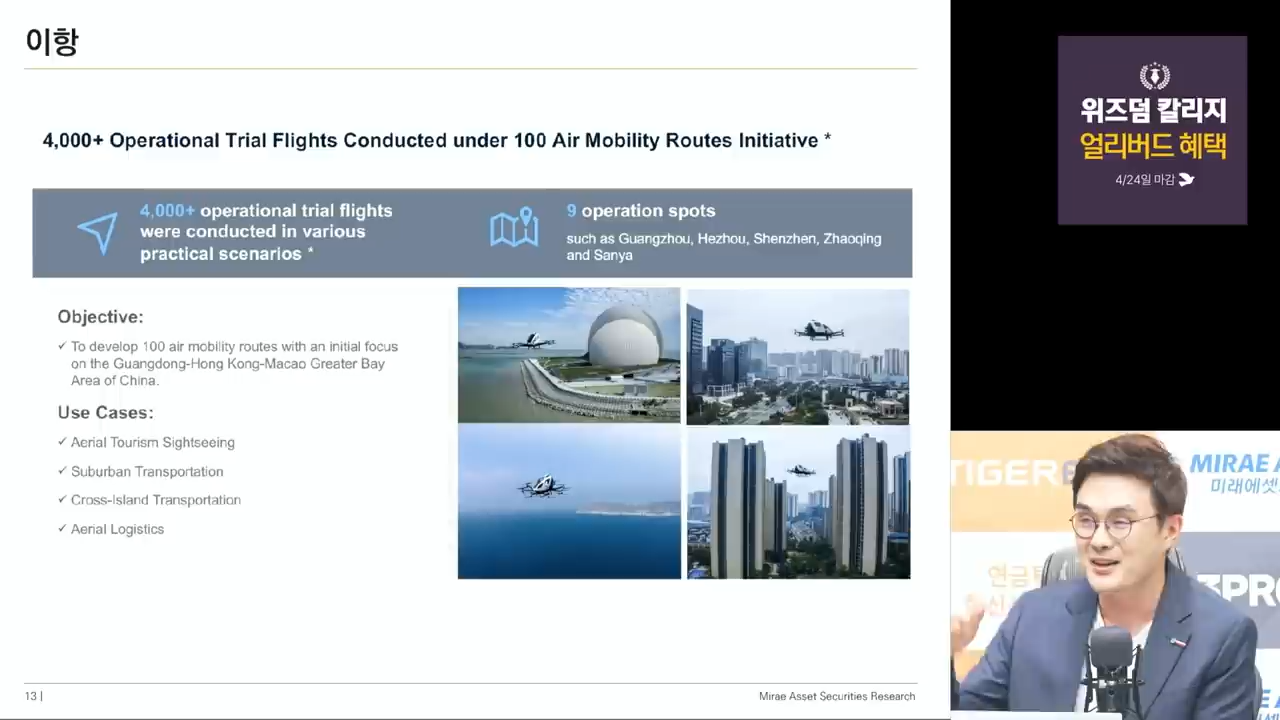 이항
4,000+ Operational Trial Flights Conducted under 100 Air Mobility Routes Initiative *
4,000+ operational trial flights
were conducted in various
practical scenarios *
9 operation spots
such as Guangzhou, Hezhou, Shenzhen, Zhaoqing
and Sanya
Objective:
✓ To develop 100 air mobility routes with an initial focus
on the Guangdong-Hong Kong-Macao Greater Bay
Area of China.
Use Cases:
✓ Aerial Tourism Sightseeing
✓ Suburban Transportation
✓ Cross-Island Transportation
✓ Aerial Logistics
13 |
Mirae Asset Securities Research
위즈덤 칼리지
얼리버드 혜택
4/24일 마감
TIGER
MIRAE A
미래에셋
연금
3PRO